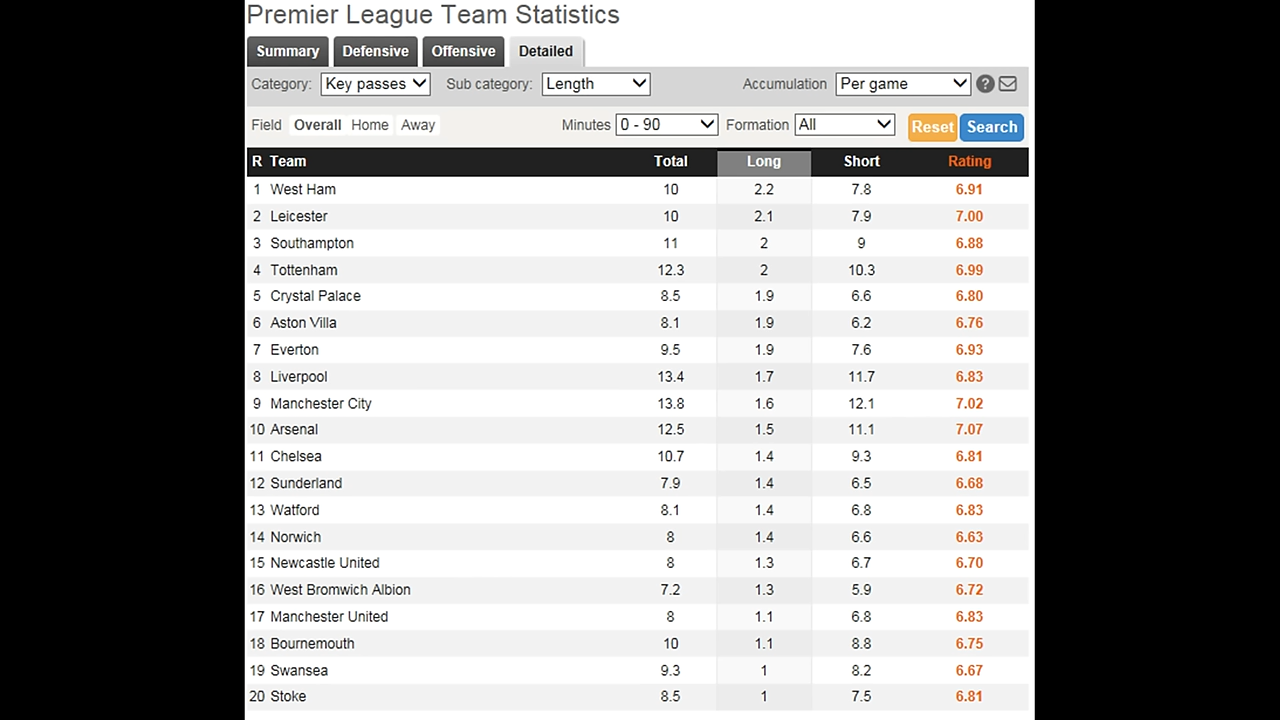 Premier League Team Statistics
Summary Defensive Offensive Detailed
Category: Key passes Sub category: Length Accumulation Per game ?
Field Overall Home Away Minutes 0 - 90 Formation All Reset Search
R Team Total Long Short Rating
1 West Ham 10 2.2 7.8 6.91
2 Leicester 10 2.1 7.9 7.00
3 Southampton 11 2 9 6.88
4 Tottenham 12.3 2 10.3 6.99
5 Crystal Palace 8.5 1.9 6.6 6.80
6 Aston Villa 8.1 1.9 6.2 6.76
7 Everton 9.5 1.9 7.6 6.93
8 Liverpool 13.4 1.7 11.7 6.83
9 Manchester City 13.8 1.6 12.1 7.02
10 Arsenal 12.5 1.5 11.1 7.07
11 Chelsea 10.7 1.4 9.3 6.81
12 Sunderland 7.9 1.4 6.5 6.68
13 Watford 8.1 1.4 6.8 6.83
14 Norwich 8 1.4 6.6 6.63
15 Newcastle United 8 1.3 6.7 6.70
16 West Bromwich Albion 7.2 1.3 5.9 6.72
17 Manchester United 8 1.1 6.8 6.83
18 Bournemouth 10 1.1 8.8 6.75
19 Swansea 9.3 1 8.2 6.67
20 Stoke 8.5 1 7.5 6.81